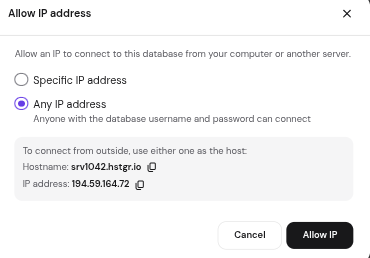 Allow IP address
Allow an IP to connect to this database from your computer or another server.
Specific IP address
Any IP address
Anyone with the database username and password can connect
To connect from outside, use either one as the host:
Hostname: srv1042.hstgr.io
IP address: 194.59.164.72
Cancel
Allow IP